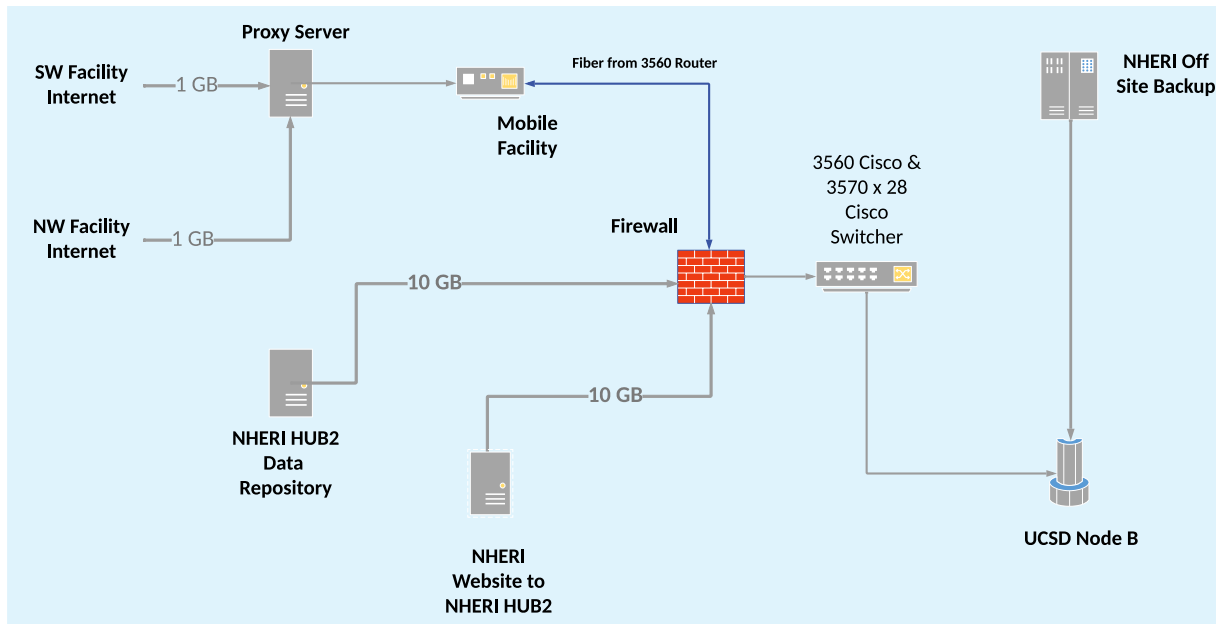 Proxy Server
SW Facility
Internet
1 GB
Fiber from 3560 Router
NHERI Off
Site Backup
Mobile
Facility
3560 Cisco &
3570 x 28
Cisco
Switcher
NW Facility
Internet
1 GB
Firewall
10 GB
10 GB
NHERI HUB2
Data
Repository
UCSD Node B
NHERI
Website to
NHERI HUB2